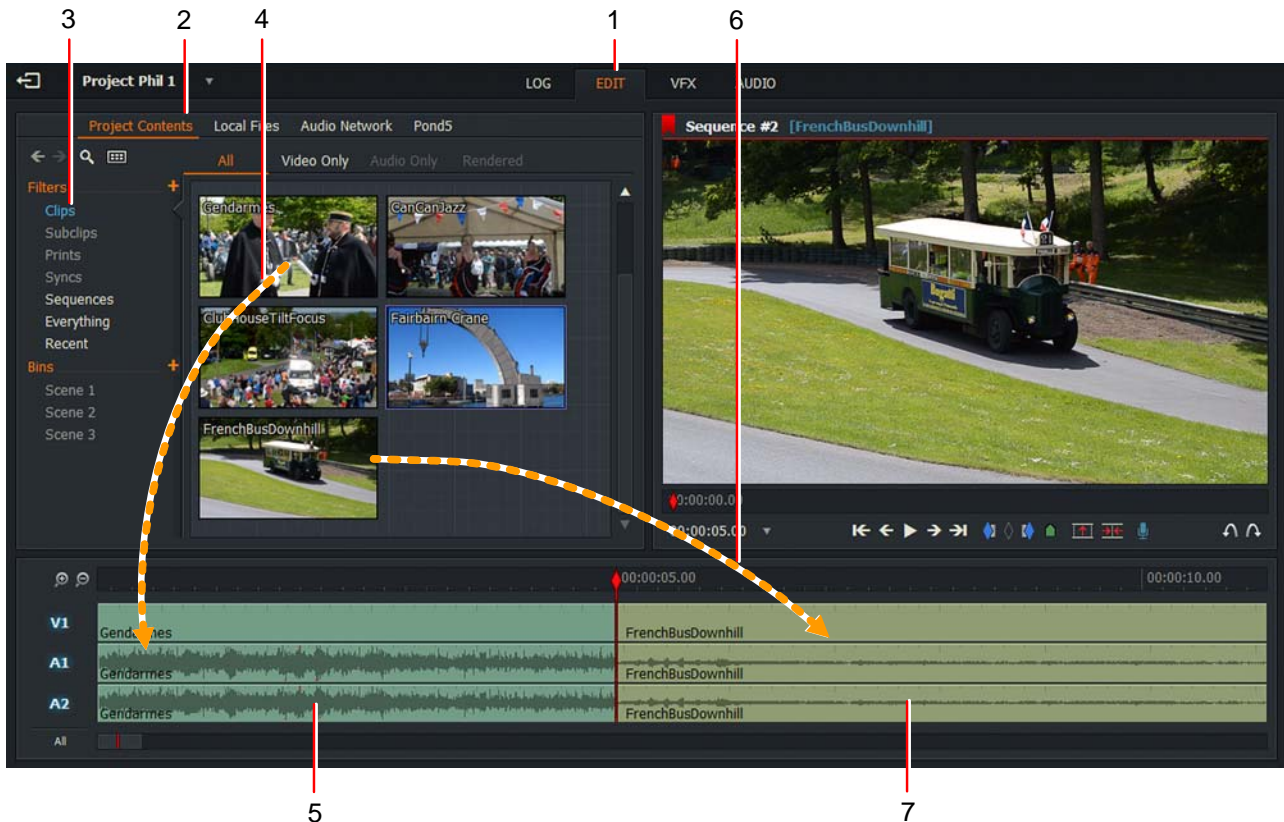 3 2 4 1 6
Project Phil 1 LOG EDIT VFX AUDIO
Project Contents Local Files Audio Network Pond5
Sequence #2 [FrenchBusDownhill]
All Video Only Audio Only Rendered
Filters +
Clips
Subclips
Prints
Syncs
Sequences
Everything
Recent
Bins +
Scene 1
Scene 2
Scene 3
Gendarmes CanCanJazz
ClubHouseTiltFocus Fairbairn Crane
FrenchBusDownhill
00:00:00.00
00:00:05.00
00:00:05.00 00:00:10.00
V1 Gendarmes FrenchBusDownhill
A1 Gendarmes FrenchBusDownhill
A2 Gendarmes FrenchBusDownhill
All
5 7